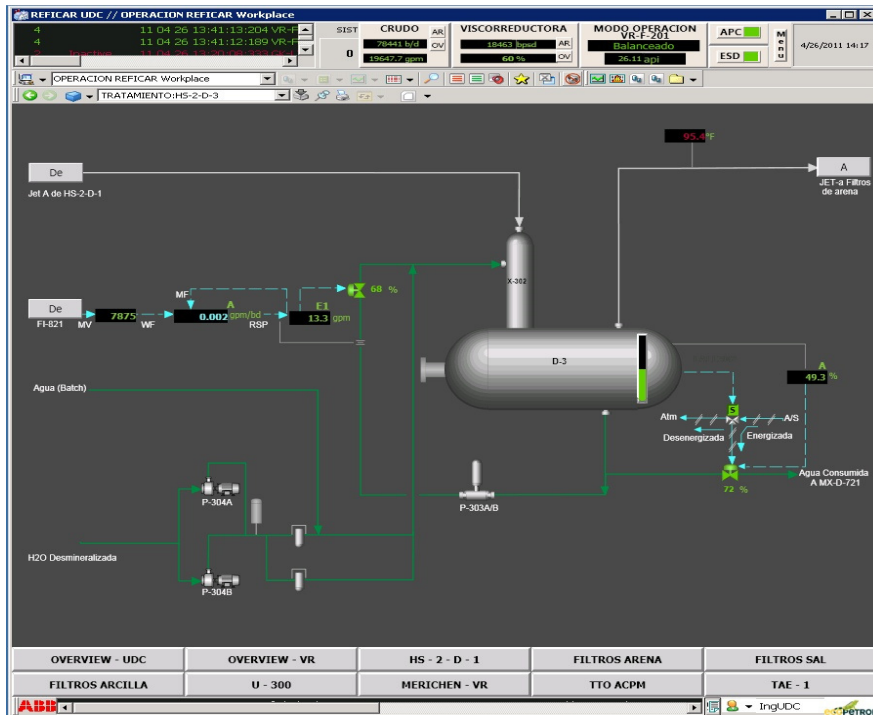 REFICAR UDC // OPERACION REFICAR Workplace
4 11 04 26 13:41:13:204 VR-F
4 11 04 26 13:41:12:189 VR-F
2 Inactive
SIST
0
CRUDO AR
78441 b/d OV
19647.7 gpm
VISCORREDUCTORA
18463 bpsd AR
60 % OV
MODO OPERACION
VR-F-201
Balanceado
26.11 api
APC
ESD
Menu
4/26/2011 14:17
OPERACION REFICAR Workplace
TRATAMIENTO:HS-2-D-3
95.4°F
De
Jet A de HS-2-D-1
A
JET-a Filtros
de arena
X-302
De
FI-821
MV
7875
WF
MF
A
0.002 gpm/bd
RSP
E1
13.3 gpm
68 %
D-3
A
49.3 %
Agua (Batch)
S
Atm
A/S
Desenergizada
Energizada
72 %
Agua Consumida
A MX-D-721
P-304A
P-303A/B
H2O Desmineralizada
P-304B
OVERVIEW - UDC OVERVIEW - VR HS - 2 - D - 1 FILTROS ARENA FILTROS SAL
FILTROS ARCILLA U - 300 MERICHEN - VR TTO ACPM TAE - 1
ABB
IngUDC